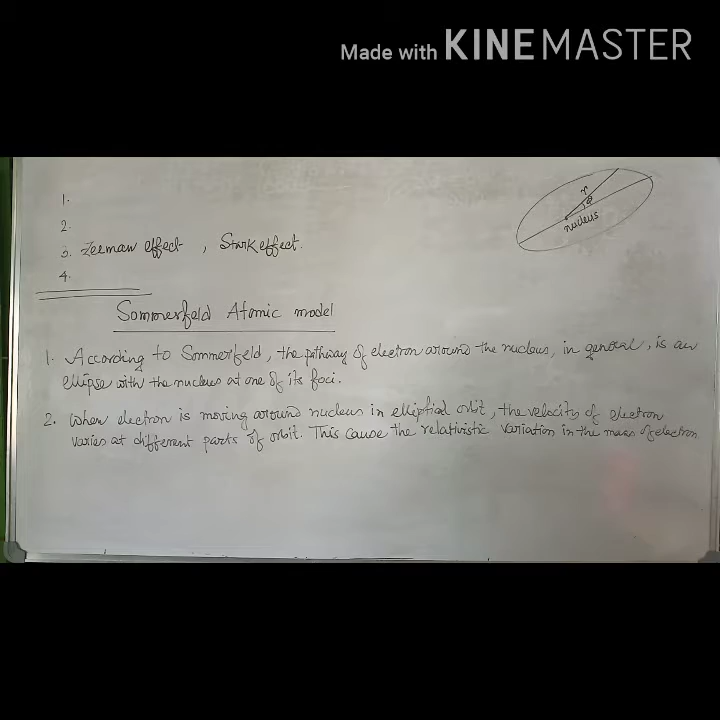 Made with KINEMASTER
1.
2.
3. Zeeman effect, Stark effect.
4.
r
φ
nucleus
Sommerfeld Atomic model
1. According to Sommerfeld, the pathway of electron around the nucleus, in general, is an
ellipse with the nucleus at one of its foci.
2. When electron is moving around nucleus in elliptial orbit, the velocity of electron
varies at different parts of orbit. This cause the relativistic variation in the mass of electron